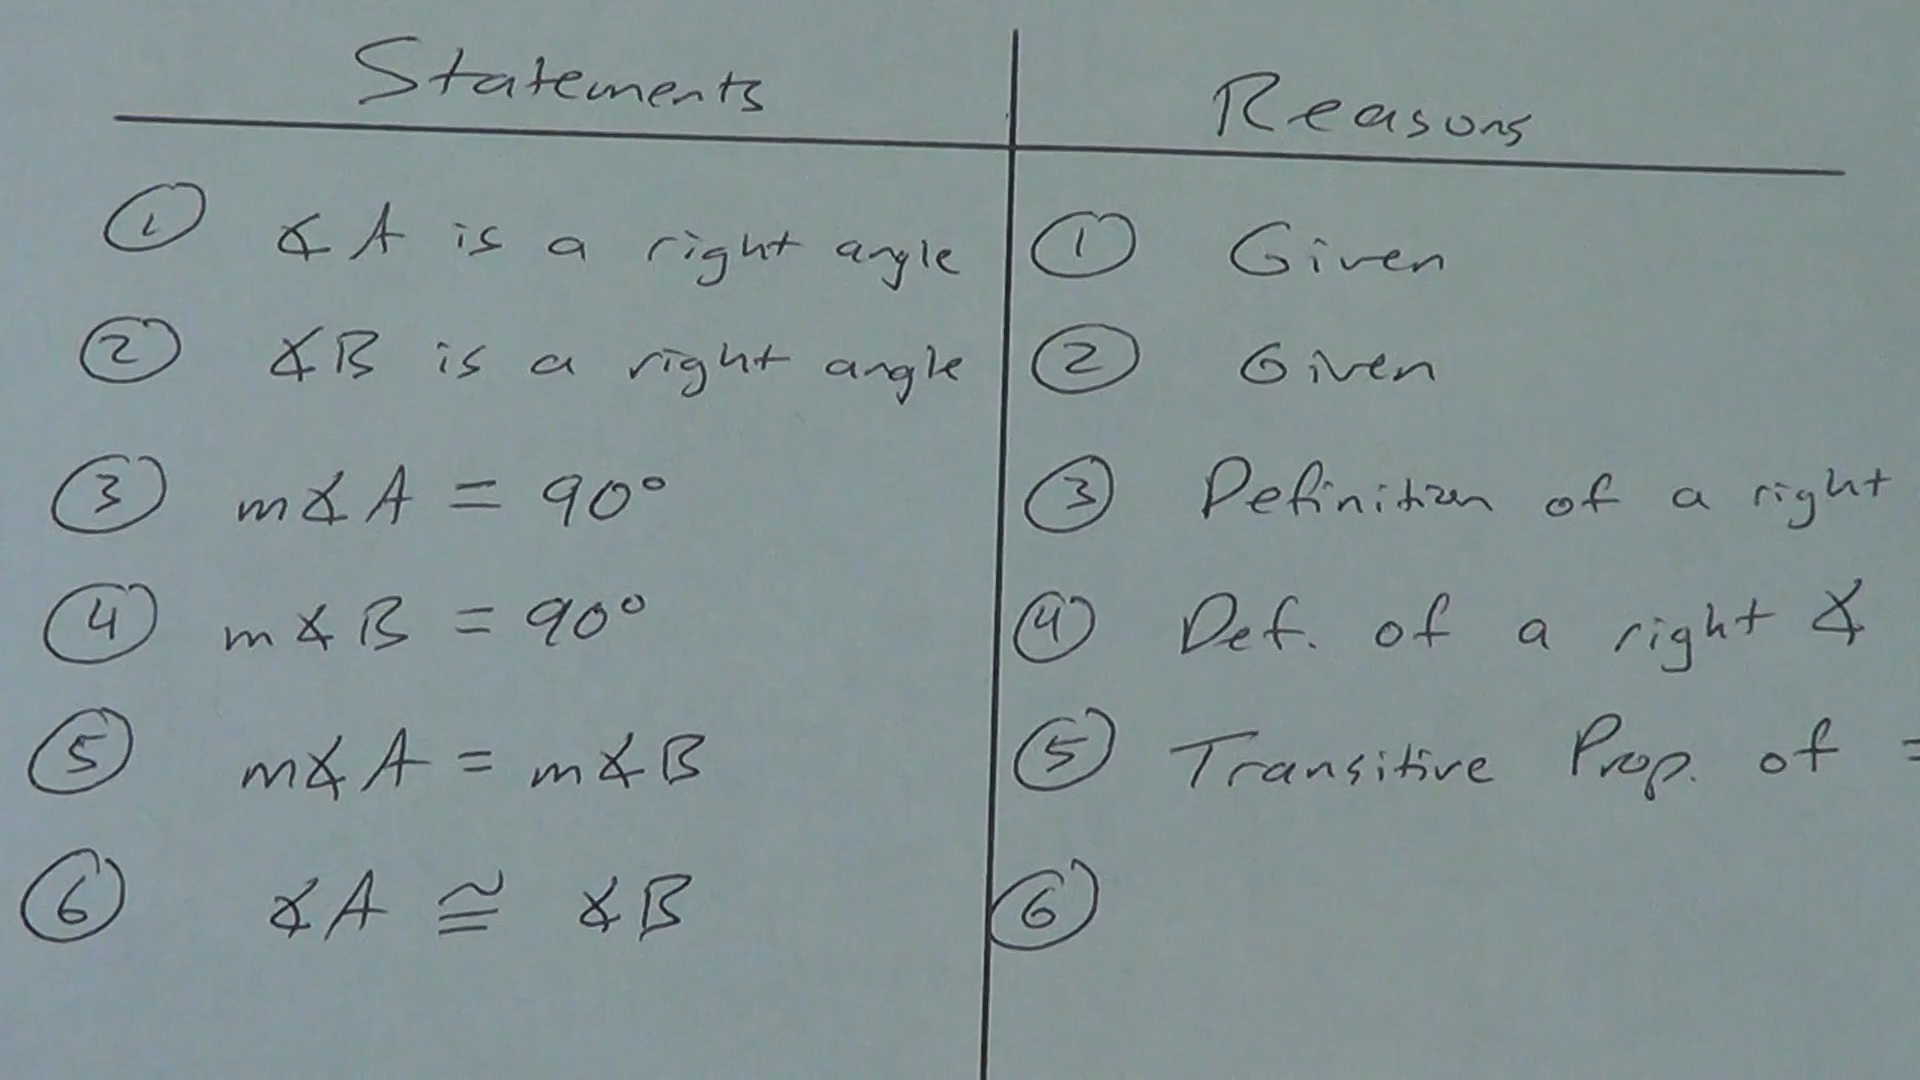 Statements | Reasons
① ∡A is a right angle | ① Given
② ∡B is a right angle | ② Given
③ m∡A = 90° | ③ Definition of a right
④ m∡B = 90° | ④ Def. of a right ∡
⑤ m∡A = m∡B | ⑤ Transitive Prop. of =
⑥ ∡A ≅ ∡B | ⑥